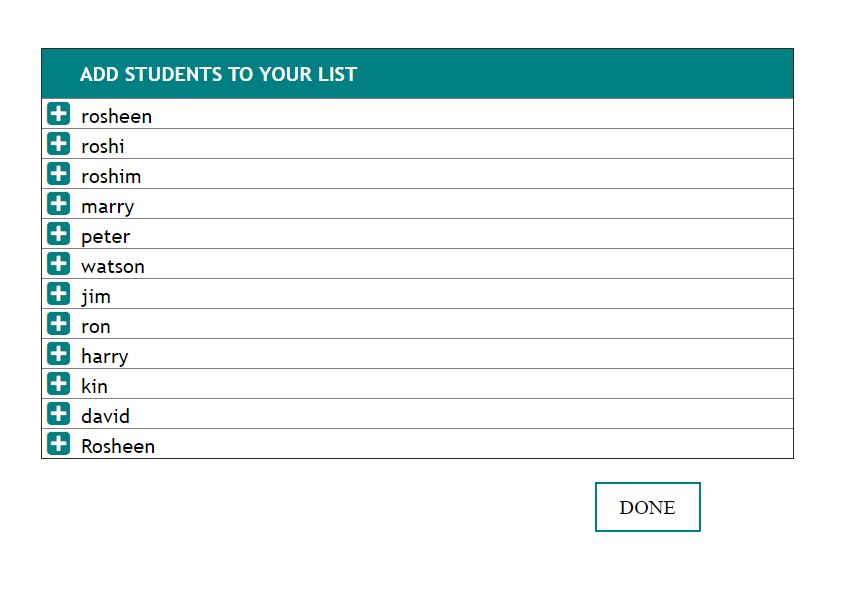 ADD STUDENTS TO YOUR LIST
rosheen
roshi
roshim
marry
peter
watson
jim
ron
harry
kin
david
Rosheen
DONE